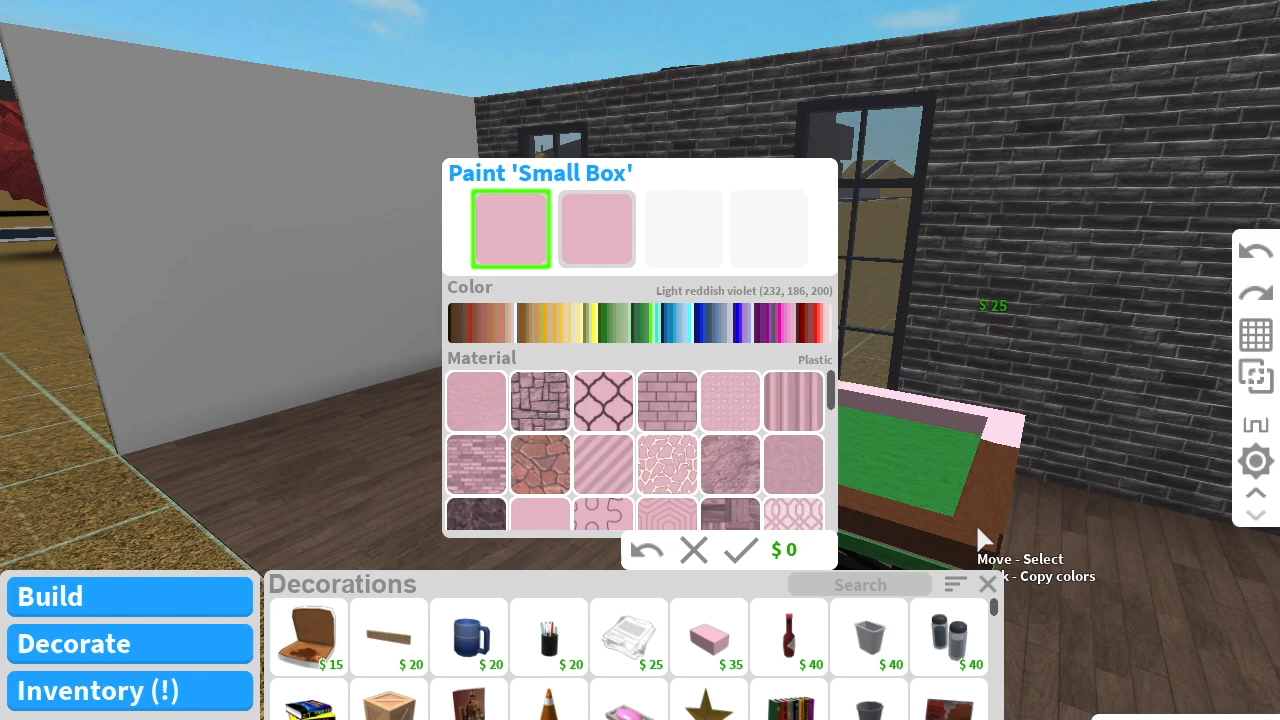 Paint 'Small Box'
Color
Light reddish violet (232, 186, 200)
$ 25
Material
Plastic
$ 0
Move - Select
k - Copy colors
Build
Decorate
Inventory (!)
Decorations
Search
$ 15
$ 20
$ 20
$ 20
$ 25
$ 35
$ 40
$ 40
$ 40